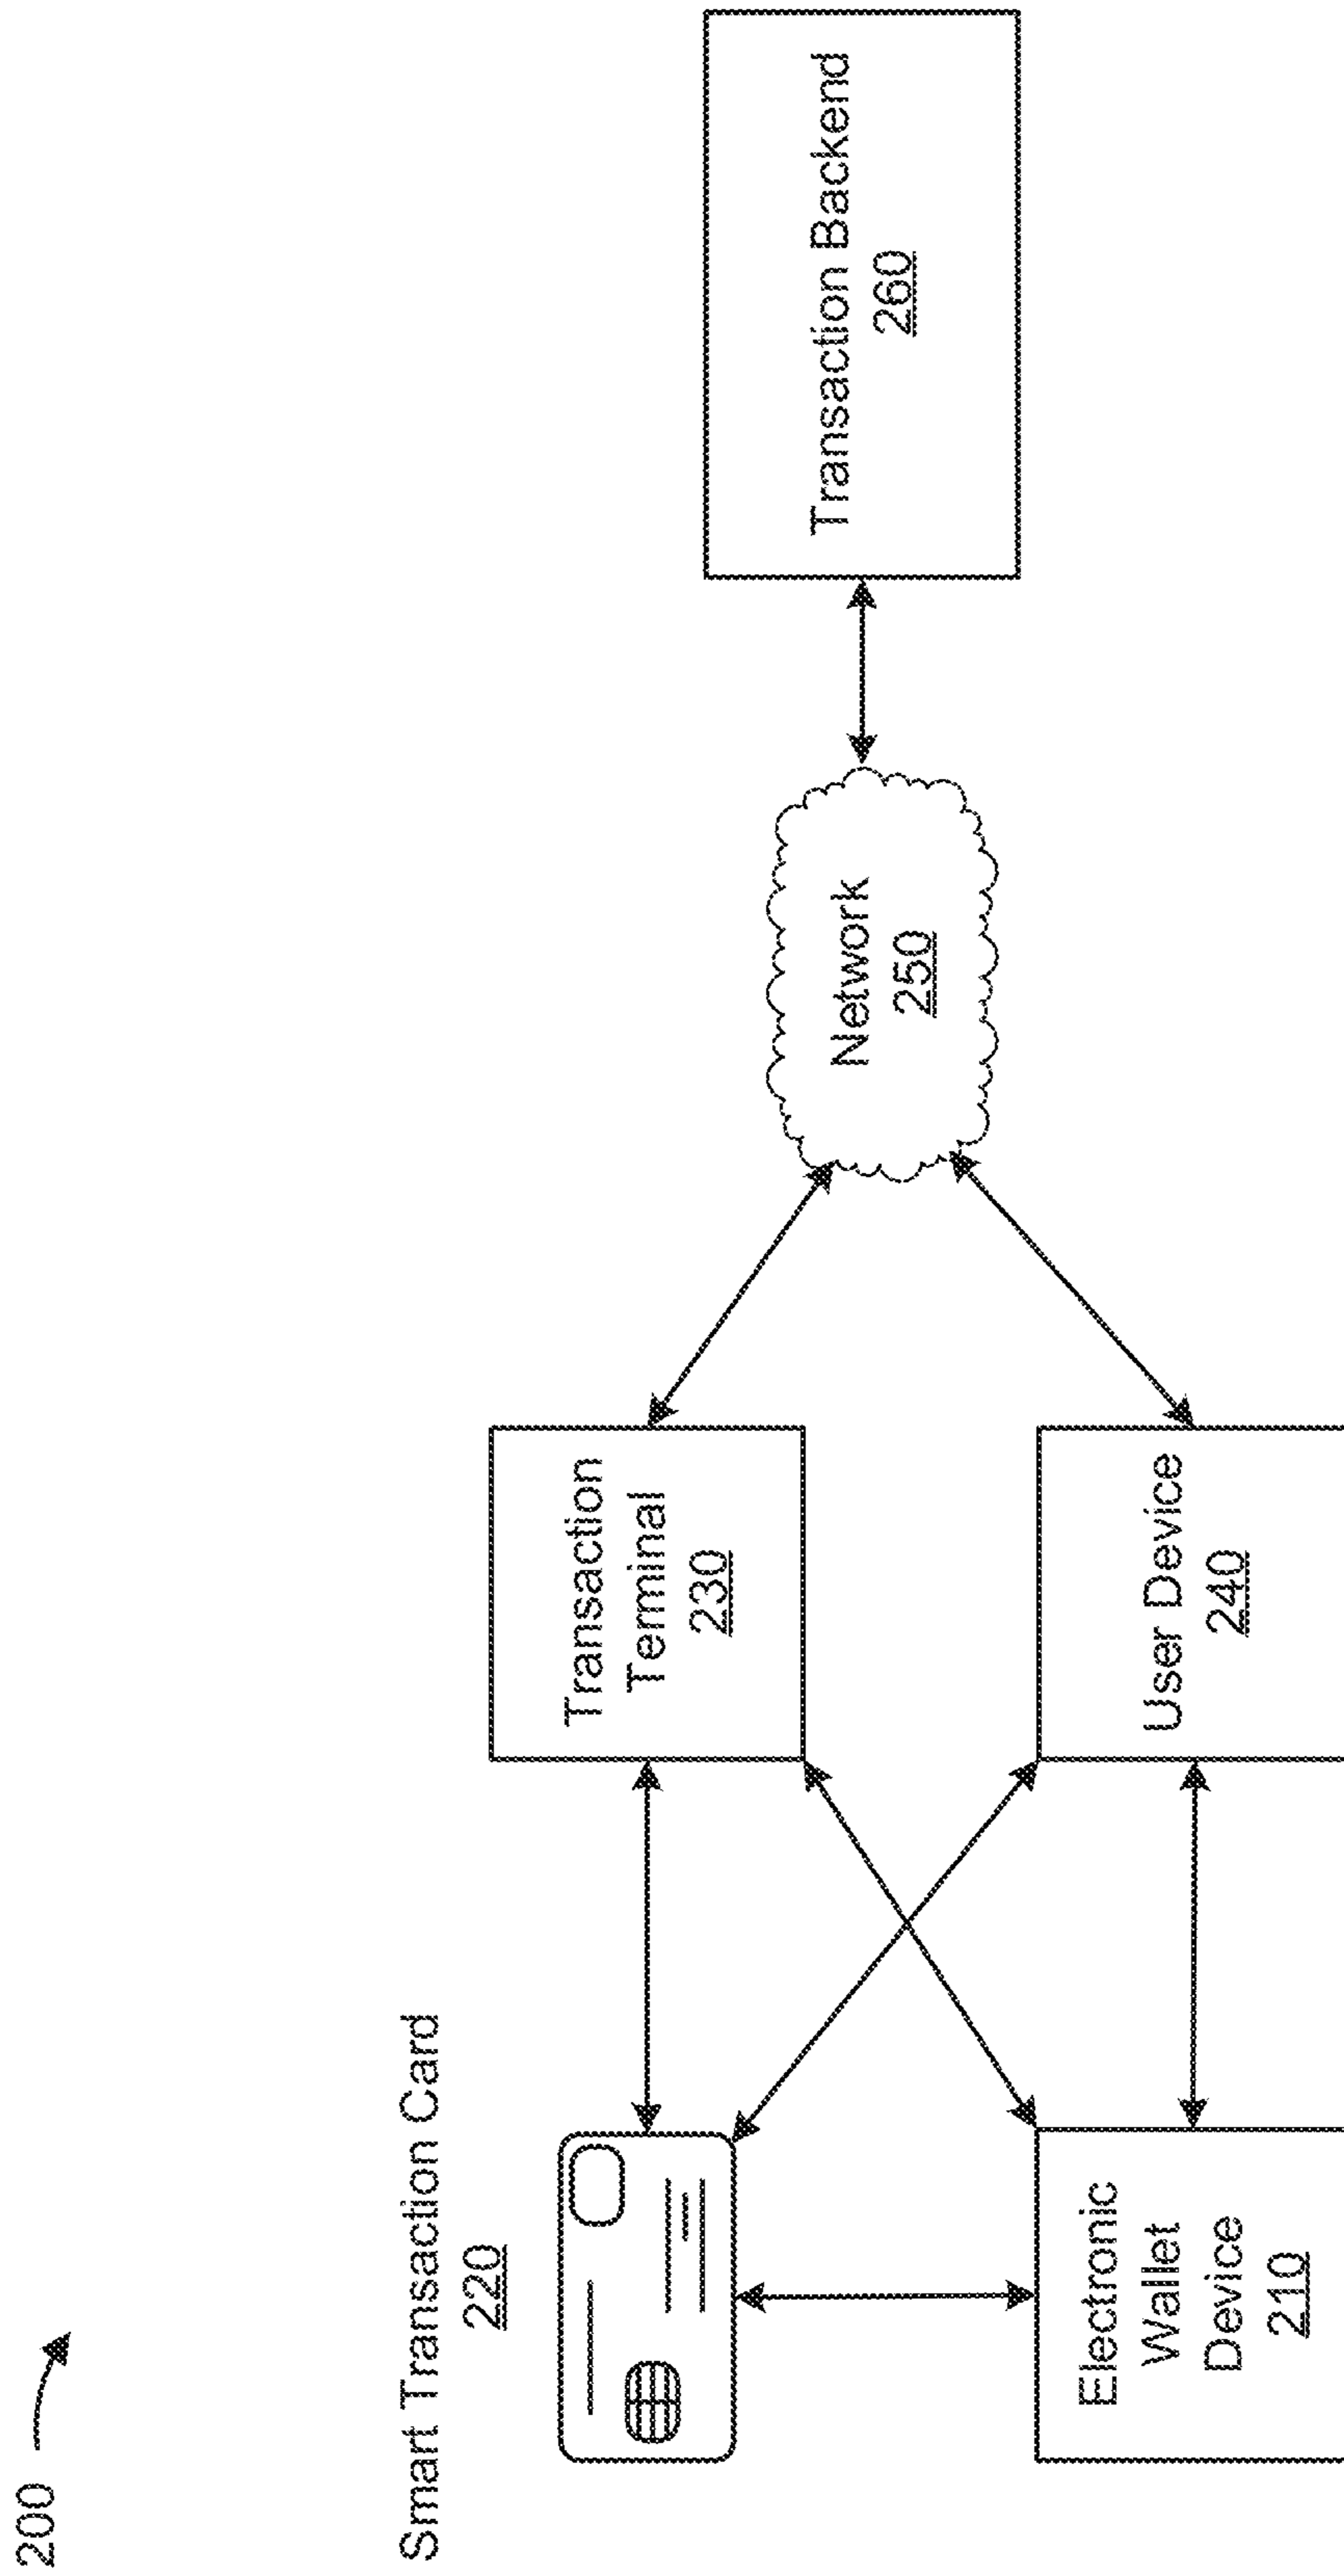 200
Smart Transaction Card
220
Transaction
Terminal
230
Network
250
Transaction Backend
260
Electronic
Wallet
Device
210
User Device
240